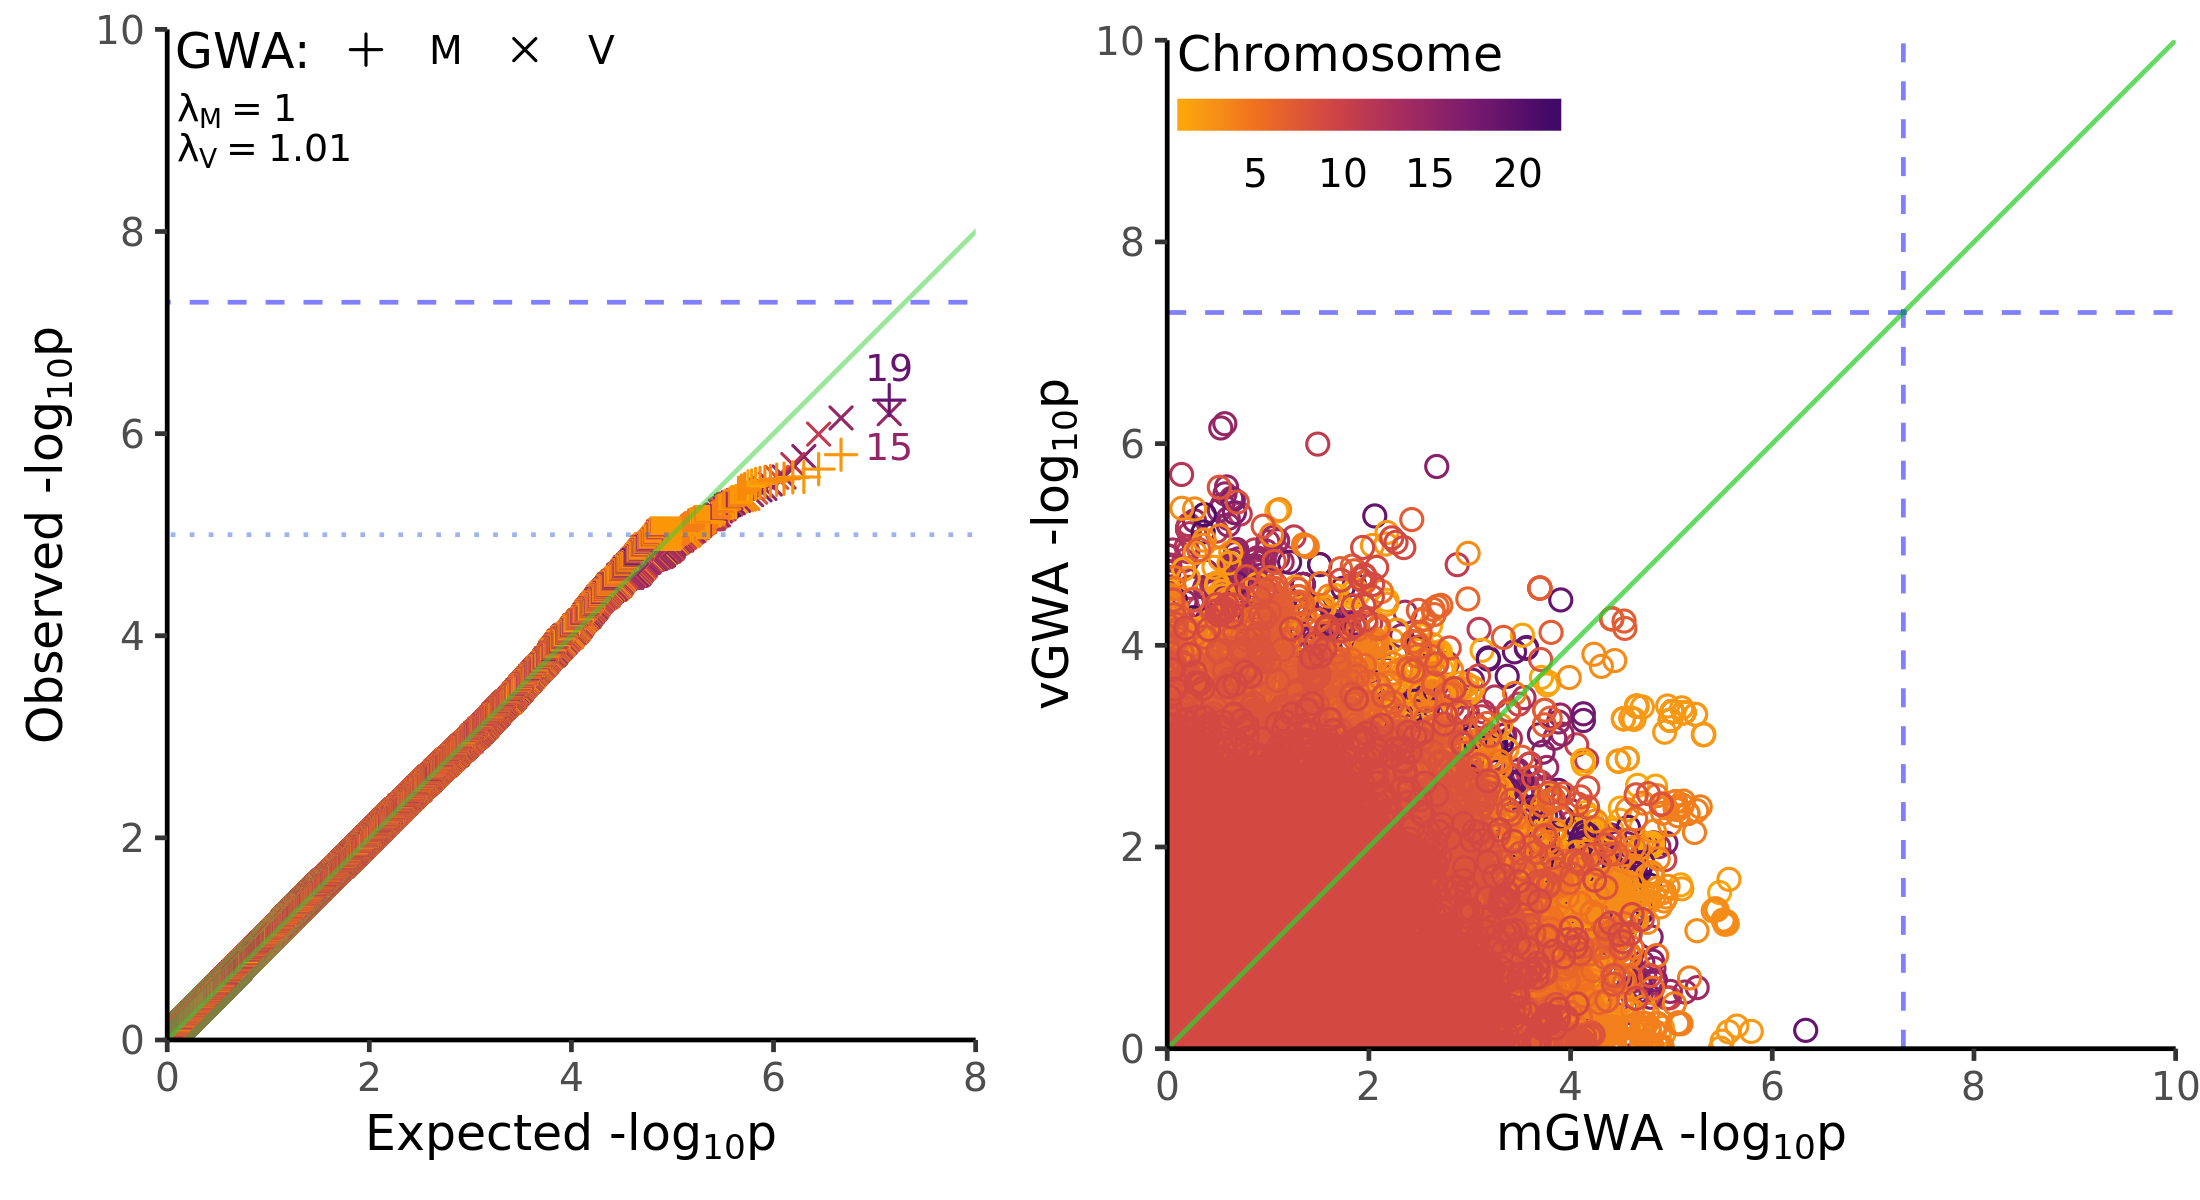 GWA: + M × V
λM = 1
λV = 1.01
10
8
6
4
2
0
0 2 4 6 8
19
15
Observed -log10p
Expected -log10p
Chromosome
5 10 15 20
10
8
6
4
2
0
0 2 4 6 8 10
vGWA -log10p
mGWA -log10p